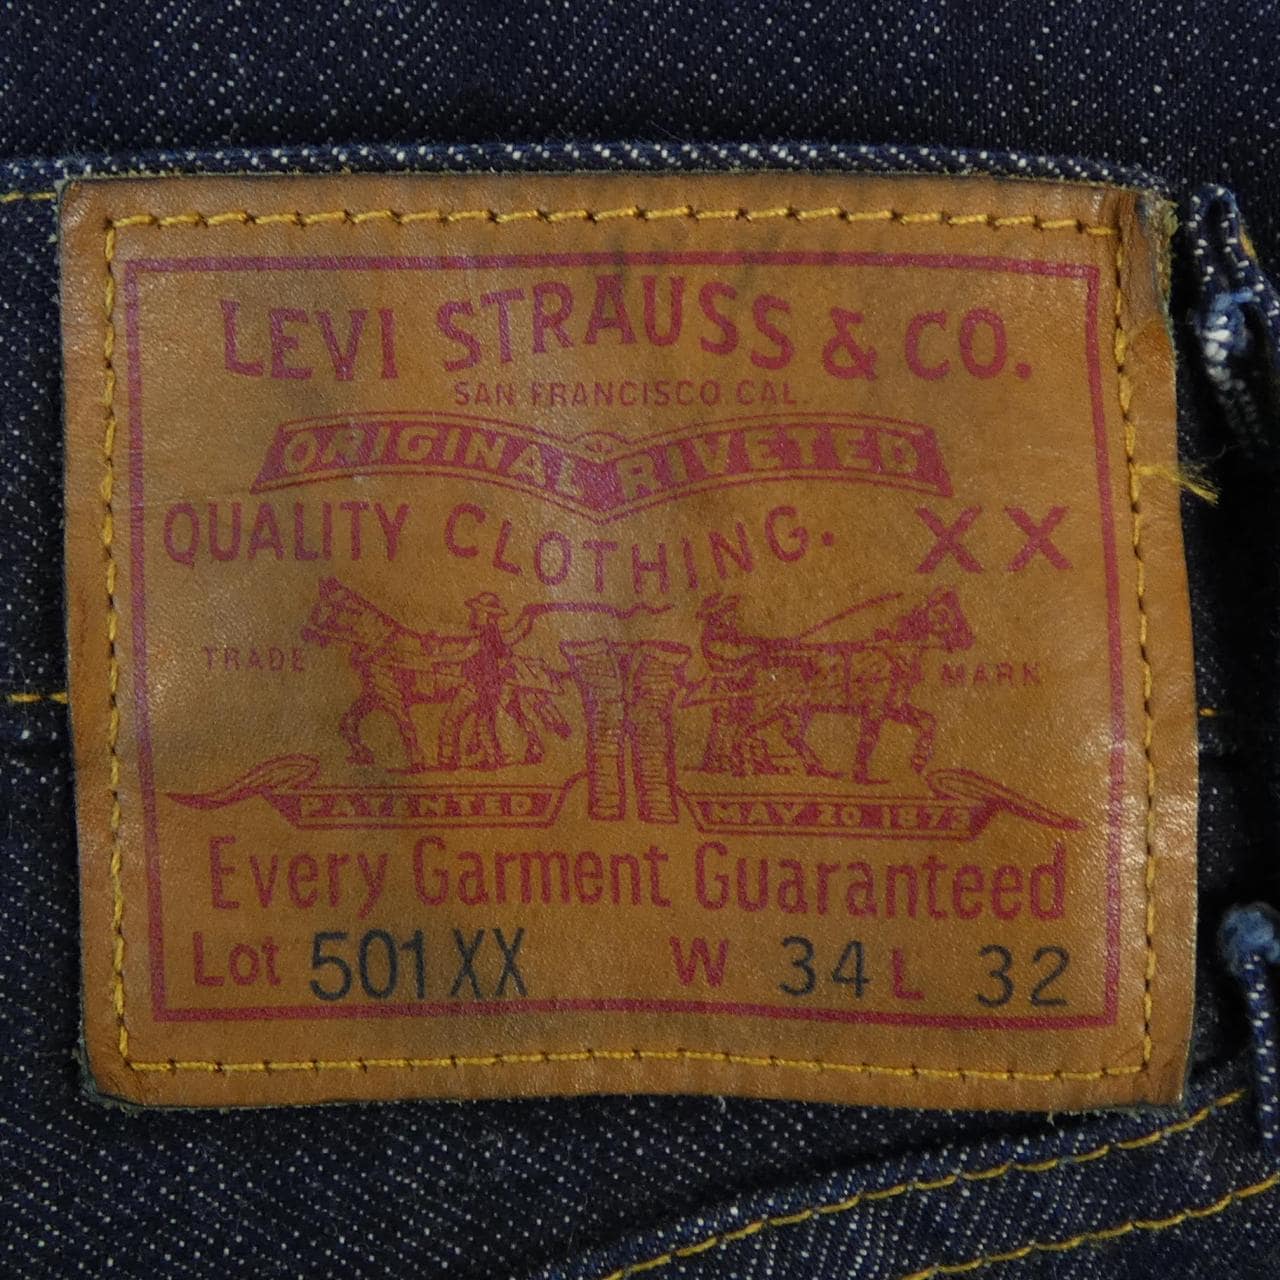 LEVI STRAUSS & CO.
SAN FRANCISCO CAL.
ORIGINAL RIVETED
QUALITY CLOTHING. XX
TRADE MARK
PATENTED MAY 20 1873
Every Garment Guaranteed
Lot 501XX W 34 L 32